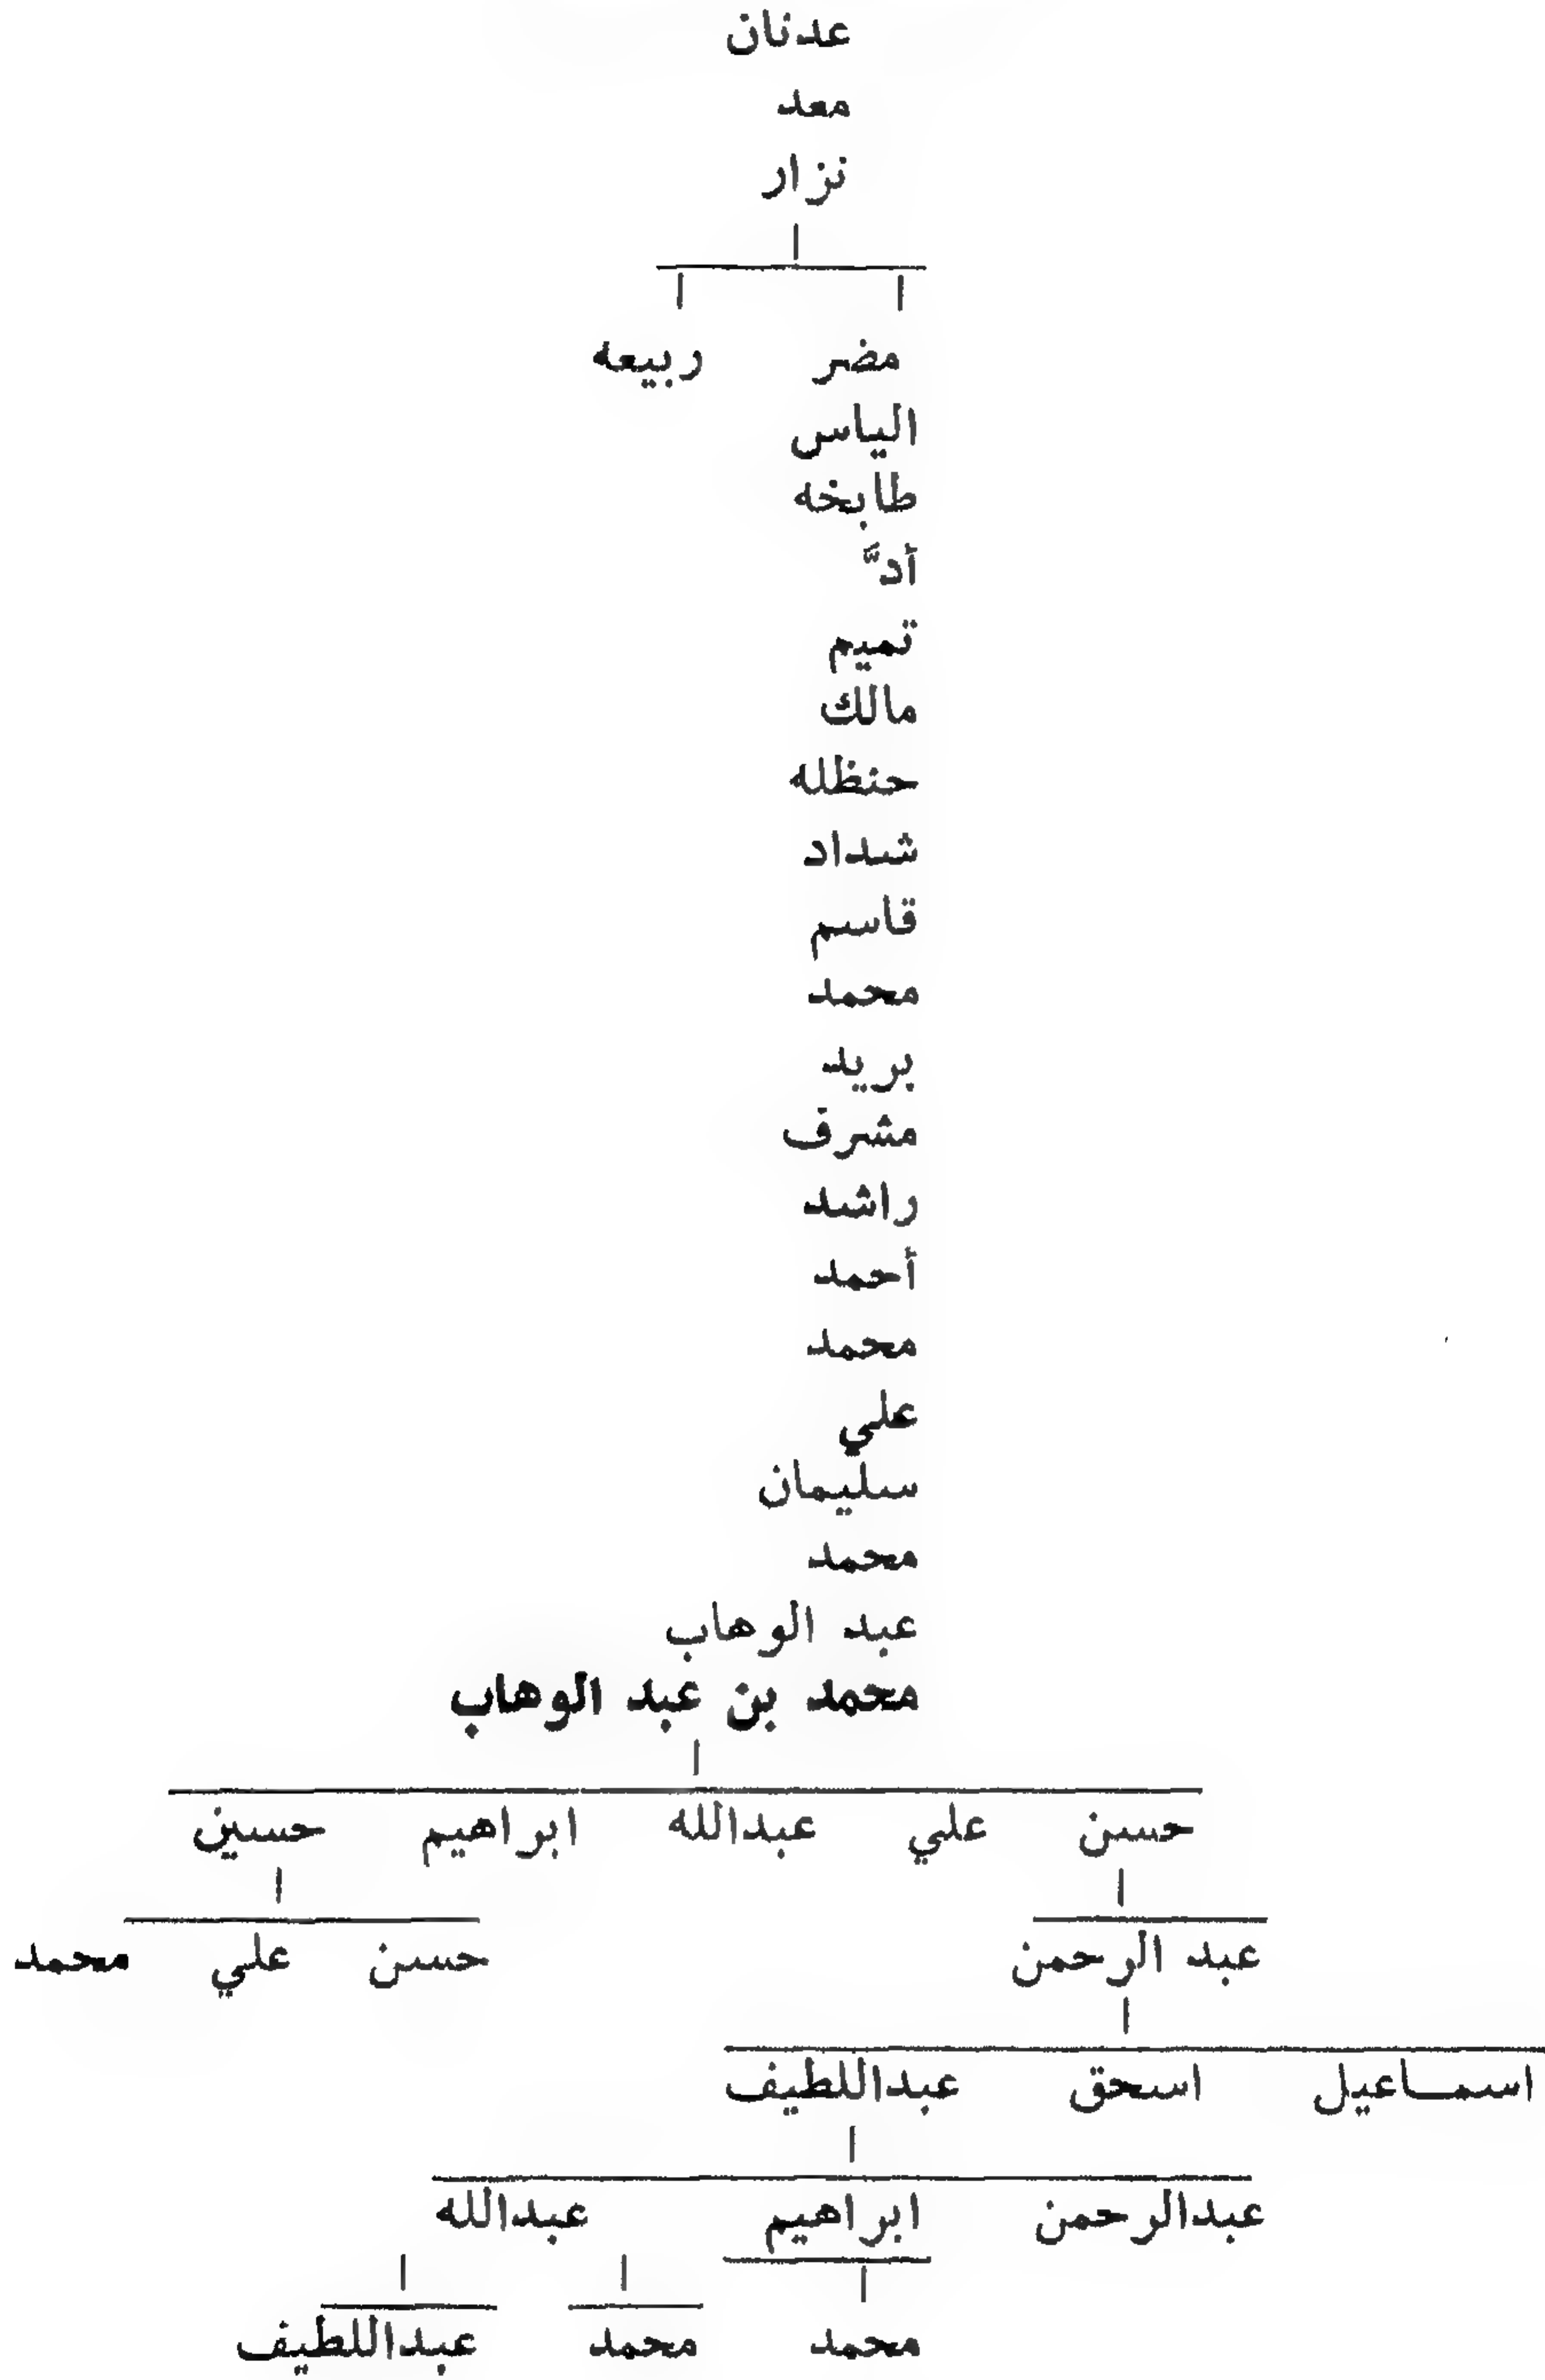 عدنان
معد
نزار
مضر ربيعه
الياس
طابخه
أدّ
تميم
مالك
حنظله
شداد
قاسم
محمد
بريد
مشرف
راشد
أحمد
محمد
علي
سليمان
محمد
عبد الوهاب
محمد بن عبد الوهاب
حسن علي عبدالله ابراهيم حسين
عبد الرحمن حسن علي محمد
اسمـاعيل اسحق عبداللطيف
عبدالرحمن ابراهيم عبدالله
محمد محمد عبداللطيف